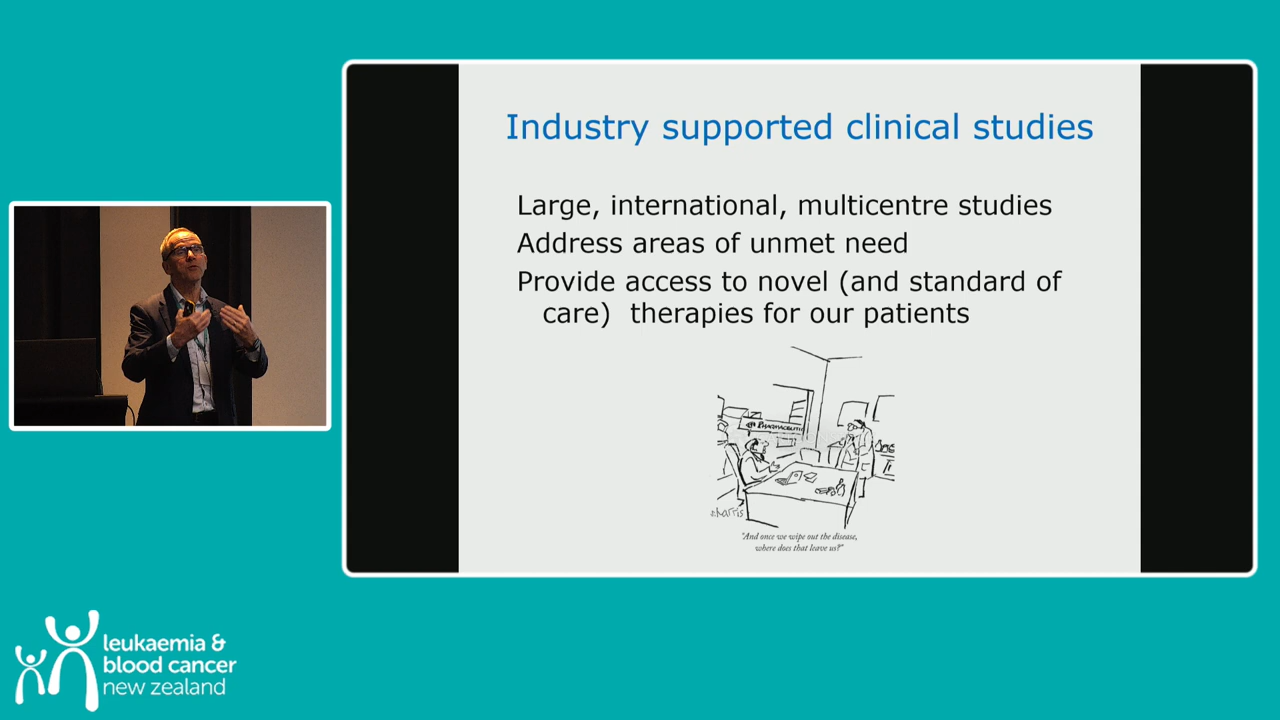 Industry supported clinical studies
Large, international, multicentre studies
Address areas of unmet need
Provide access to novel (and standard of
care) therapies for our patients
PHARMACEUTIC
S. Harris
"And once we wipe out the disease,
where does that leave us?"
leukaemia &
blood cancer
new zealand